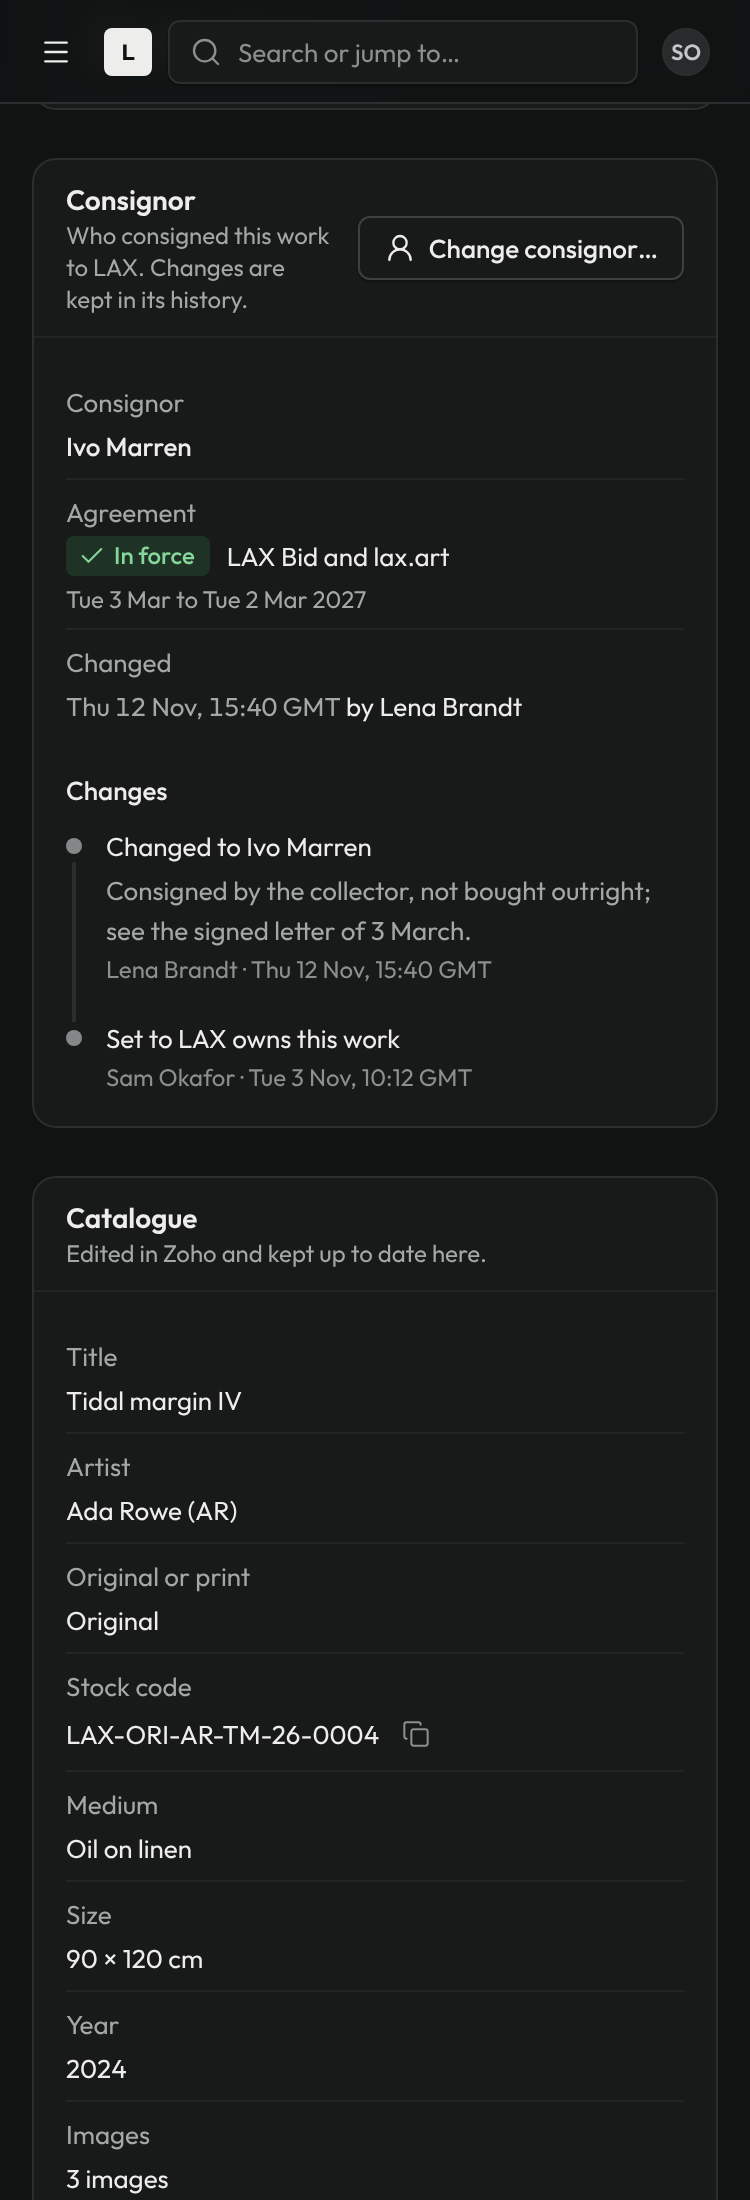 L
Search or jump to...
SO
Consignor
Who consigned this work
to LAX. Changes are
kept in its history.
Change consignor...
Consignor
Ivo Marren
Agreement
In force
LAX Bid and lax.art
Tue 3 Mar to Tue 2 Mar 2027
Changed
Thu 12 Nov, 15:40 GMT by Lena Brandt
Changes
Changed to Ivo Marren
Consigned by the collector, not bought outright;
see the signed letter of 3 March.
Lena Brandt · Thu 12 Nov, 15:40 GMT
Set to LAX owns this work
Sam Okafor · Tue 3 Nov, 10:12 GMT
Catalogue
Edited in Zoho and kept up to date here.
Title
Tidal margin IV
Artist
Ada Rowe (AR)
Original or print
Original
Stock code
LAX-ORI-AR-TM-26-0004
Medium
Oil on linen
Size
90 × 120 cm
Year
2024
Images
3 images